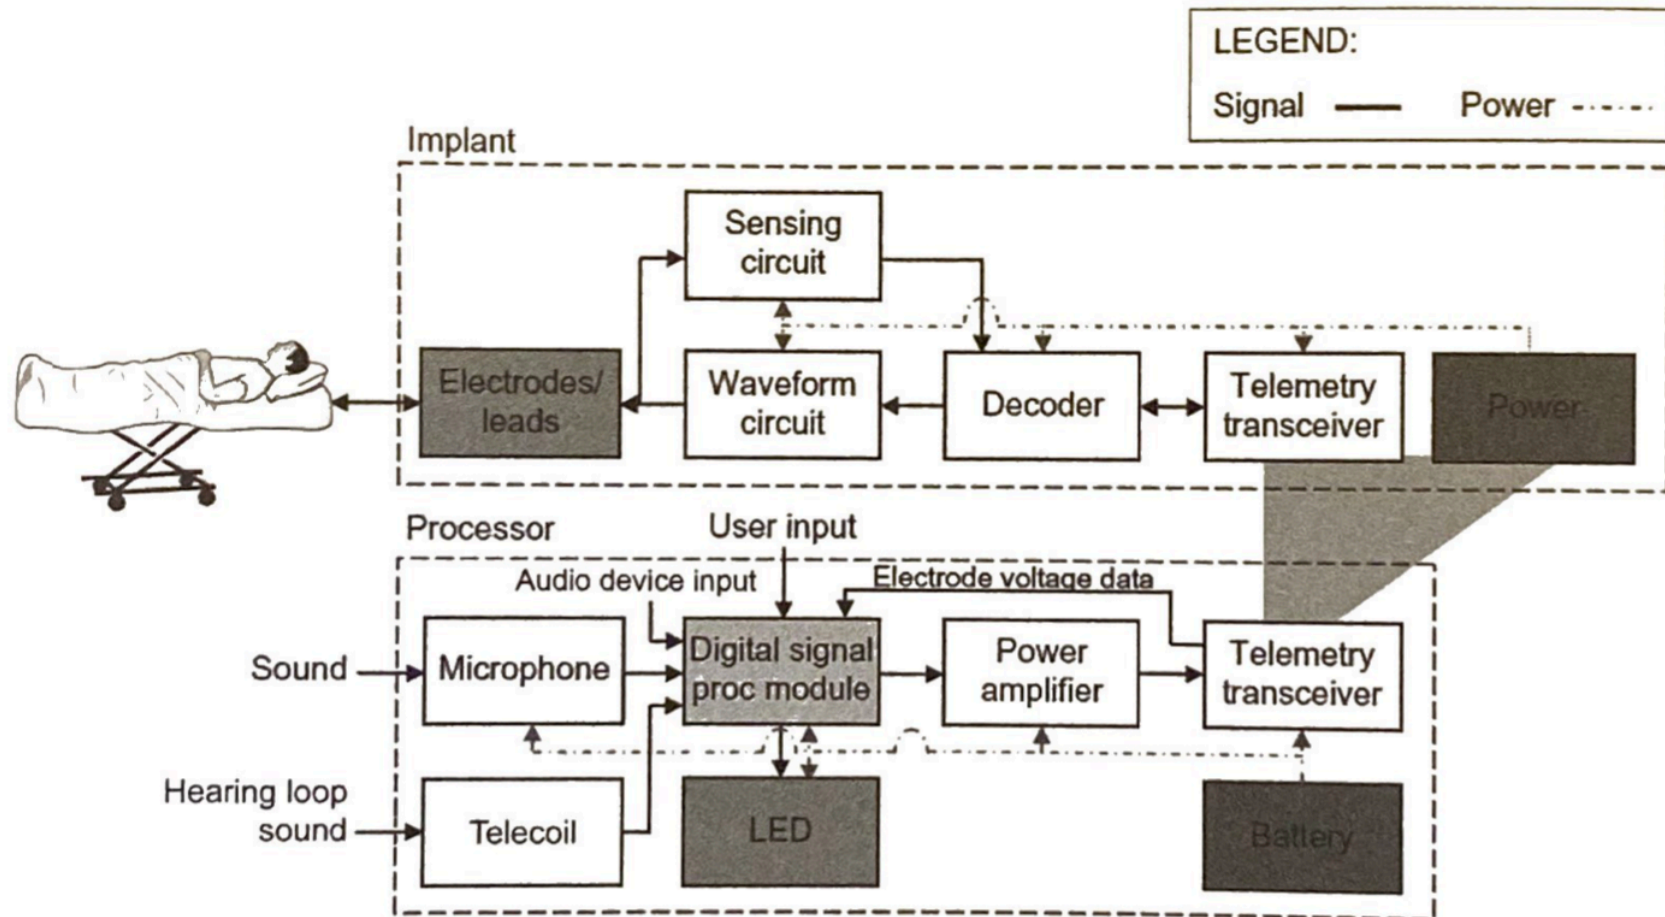 LEGEND:
Signal Power
Implant
Sensing
circuit
Electrodes/
leads
Waveform
circuit
Decoder
Telemetry
transceiver
Power
Processor
User input
Audio device input
Electrode voltage data
Sound
Microphone
Digital signal
proc module
Power
amplifier
Telemetry
transceiver
Hearing loop
sound
Telecoil
LED
Battery